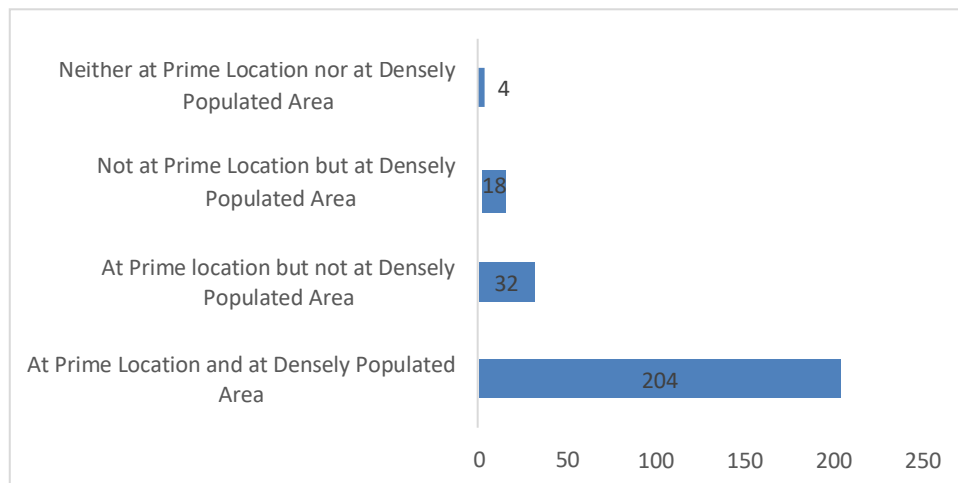 Neither at Prime Location nor at Densely
Populated Area
4
Not at Prime Location but at Densely
Populated Area
18
At Prime location but not at Densely
Populated Area
32
At Prime Location and at Densely Populated
Area
204
0 50 100 150 200 250